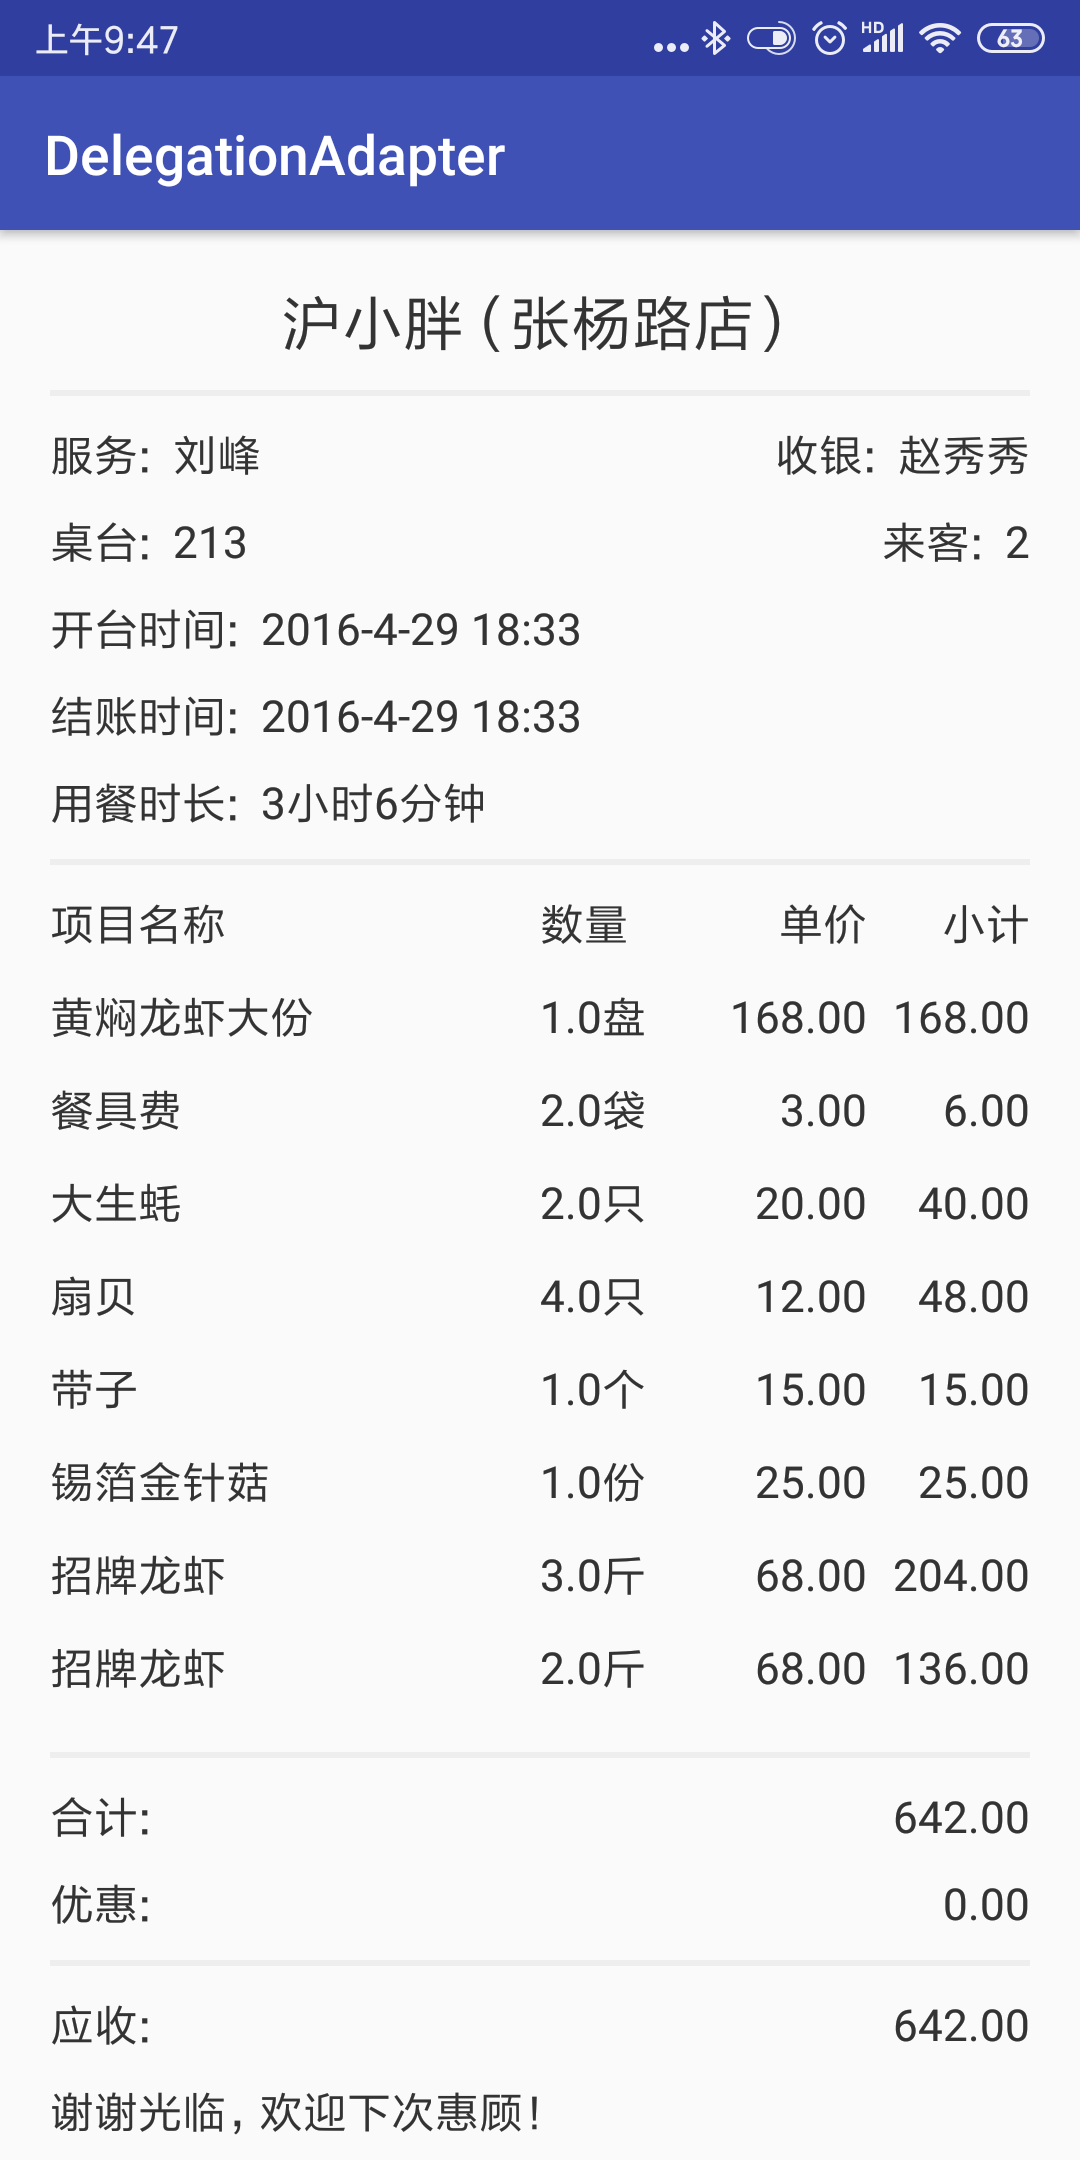 上午9:47 HD 63
DelegationAdapter
沪小胖(张杨路店)
服务: 刘峰 收银: 赵秀秀
桌台: 213 来客: 2
开台时间: 2016-4-29 18:33
结账时间: 2016-4-29 18:33
用餐时长: 3小时6分钟
项目名称 数量 单价 小计
黄焖龙虾大份 1.0盘 168.00 168.00
餐具费 2.0袋 3.00 6.00
大生蚝 2.0只 20.00 40.00
扇贝 4.0只 12.00 48.00
带子 1.0个 15.00 15.00
锡箔金针菇 1.0份 25.00 25.00
招牌龙虾 3.0斤 68.00 204.00
招牌龙虾 2.0斤 68.00 136.00
合计: 642.00
优惠: 0.00
应收: 642.00
谢谢光临, 欢迎下次惠顾!